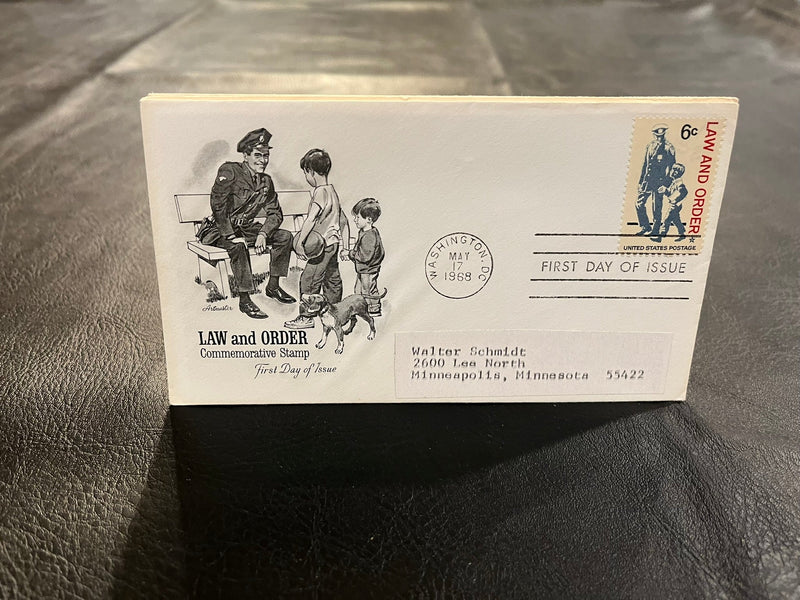 6c
LAW AND ORDER
UNITED STATES POSTAGE
WASHINGTON, DC
MAY
17
1968
FIRST DAY OF ISSUE
Artmaster
LAW and ORDER
Commemorative Stamp
First Day of Issue
Walter Schmidt
2600 Lee North
Minneapolis, Minnesota 55422